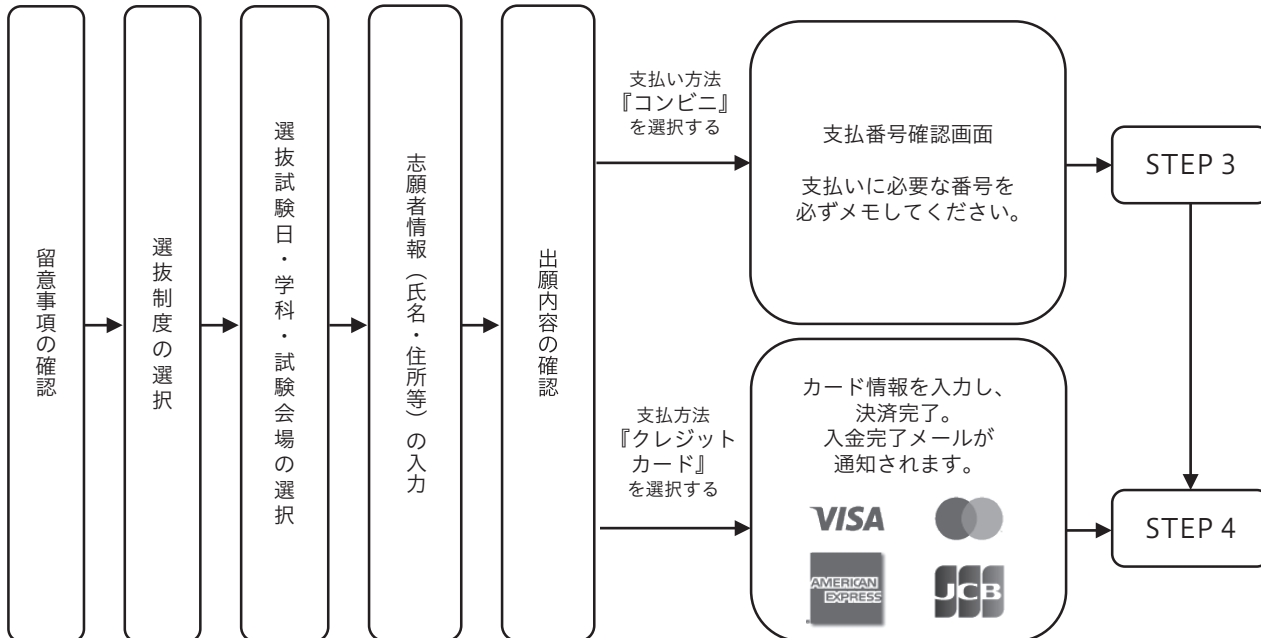 留意事項の確認
選抜制度の選択
選抜試験日・学科・試験会場の選択
志願者情報（氏名・住所等）の入力
出願内容の確認
支払い方法
『コンビニ』
を選択する
支払番号確認画面
支払いに必要な番号を
必ずメモしてください。
STEP 3
支払方法
『クレジット
カード』
を選択する
カード情報を入力し、
決済完了。
入金完了メールが
通知されます。
VISA
AMERICAN
EXPRESS
JCB
STEP 4